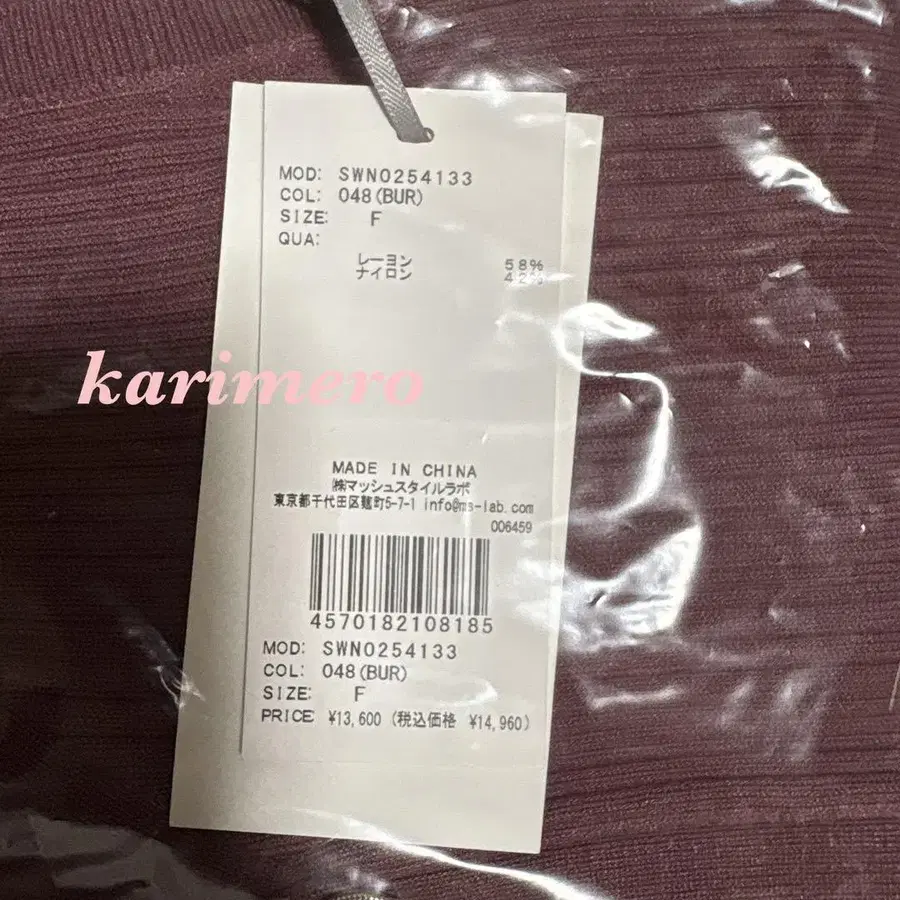 MOD: SWNO254133
COL: 048(BUR)
SIZE: F
QUA:
レーヨン 58%
ナイロン 42%
karimero
MADE IN CHINA
㈱マッシュスタイルラボ
東京都千代田区麹町5-7-1 info@ms-lab.com
006459
4570182108185
MOD: SWNO254133
COL: 048(BUR)
SIZE: F
PRICE: ¥13,600 (税込価格 ¥14,960)